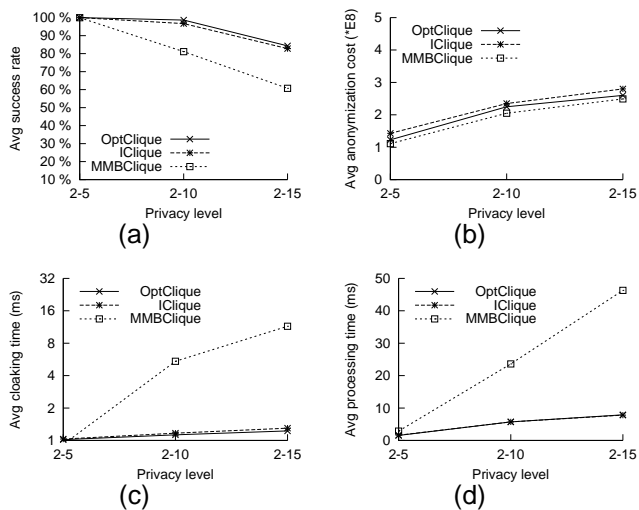 100 %
90 %
80 %
70 %
60 %
50 %
40 %
30 %
20 %
10 %
Avg success rate
OptClique
IClique
MMBClique
2-5
2-10
2-15
Privacy level
(a)
5
4
3
2
1
0
Avg anonymization cost (*E8)
OptClique
IClique
MMBClique
2-5
2-10
2-15
Privacy level
(b)
32
16
8
4
2
1
Avg cloaking time (ms)
OptClique
IClique
MMBClique
2-5
2-10
2-15
Privacy level
(c)
50
40
30
20
10
0
Avg processing time (ms)
OptClique
IClique
MMBClique
2-5
2-10
2-15
Privacy level
(d)